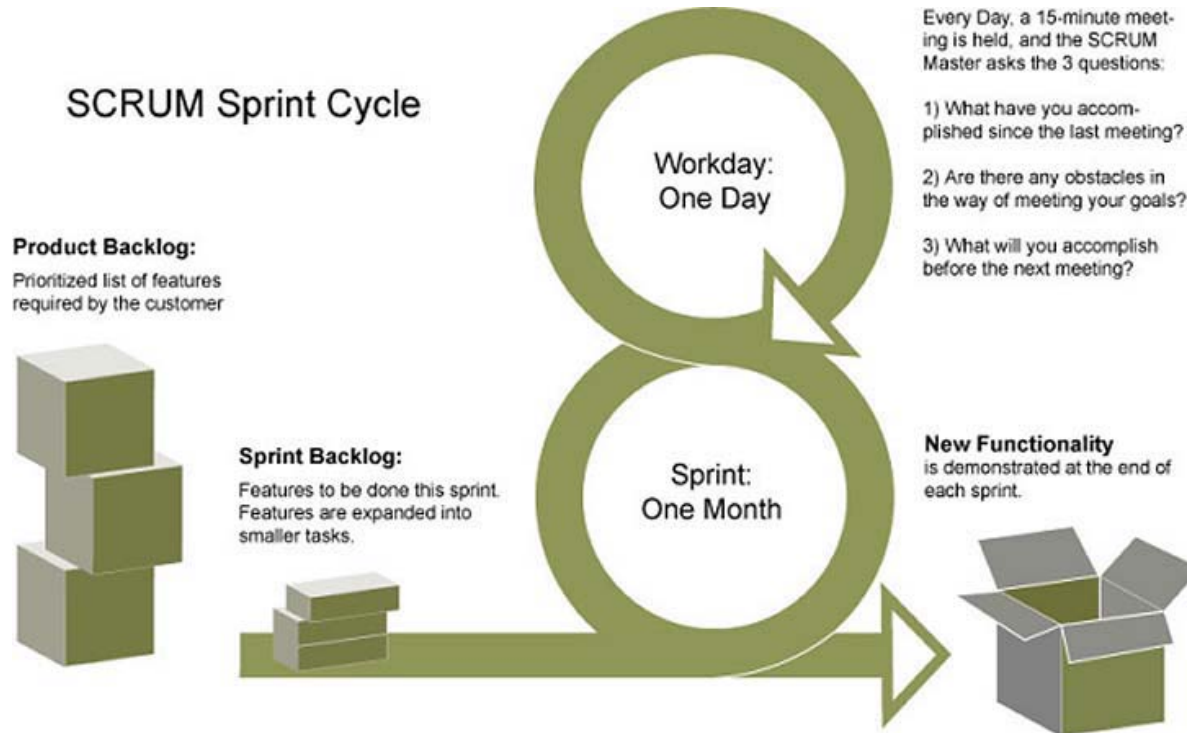 SCRUM Sprint Cycle
Product Backlog:
Prioritized list of features
required by the customer
Sprint Backlog:
Features to be done this sprint.
Features are expanded into
smaller tasks.
Workday:
One Day
Sprint:
One Month
Every Day, a 15-minute meet-
ing is held, and the SCRUM
Master asks the 3 questions:
1) What have you accom-
plished since the last meeting?
2) Are there any obstacles in
the way of meeting your goals?
3) What will you accomplish
before the next meeting?
New Functionality
is demonstrated at the end of
each sprint.